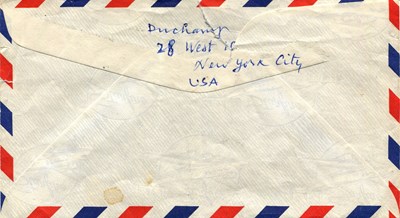 Duchamp
28 West 10
New York City
USA